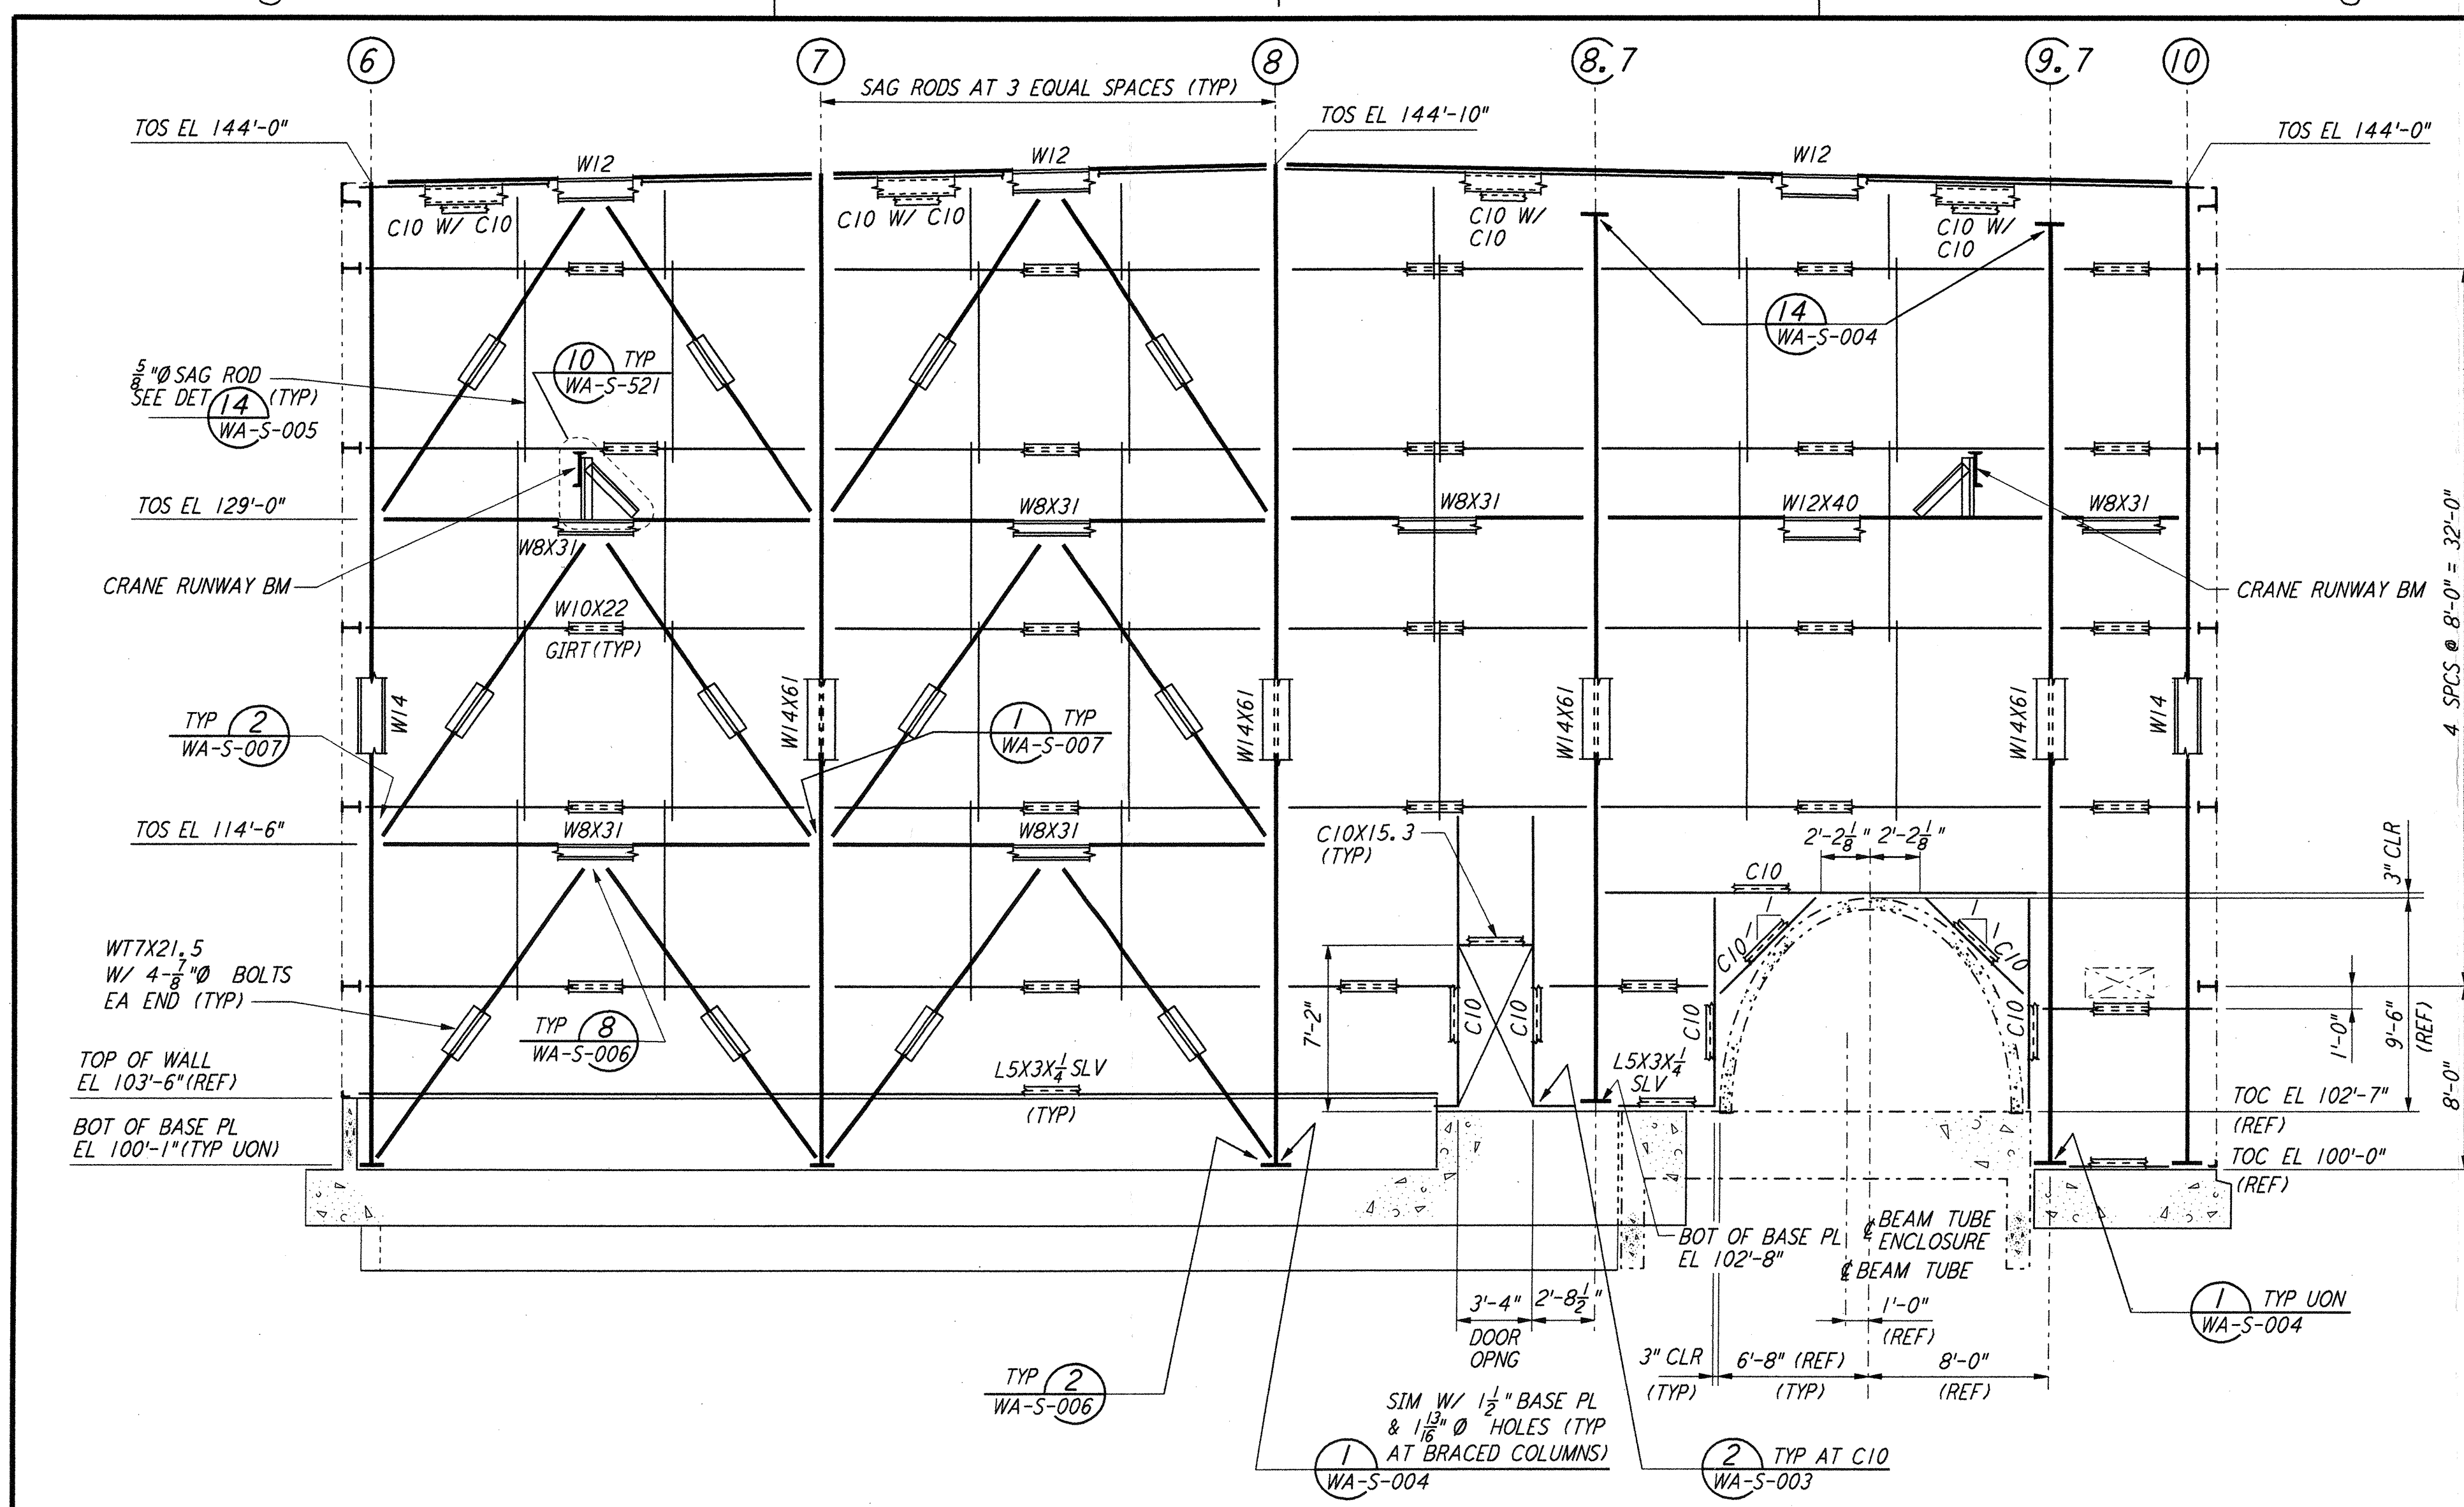 6
7
8
8.7
9.7
10
SAG RODS AT 3 EQUAL SPACES (TYP)
TOS EL 144'-0"
TOS EL 144'-10"
TOS EL 144'-0"
W12
W12
W12
C10 W/ C10
C10 W/ C10
C10 W/
C10
C10 W/
C10
14
WA-S-004
5/8"Ø SAG ROD
SEE DET 14 (TYP)
WA-S-005
10 TYP
WA-S-521
TOS EL 129'-0"
W8X31
W8X31
W8X31
W12X40
W8X31
CRANE RUNWAY BM
CRANE RUNWAY BM
4 SPCS @ 8'-0" = 32'-0"
W10X22
GIRT (TYP)
TYP 2
WA-S-007
W14
W14X61
1 TYP
WA-S-007
W14X61
W14X61
W14X61
W14
TOS EL 114'-6"
W8X31
W8X31
C10X15.3
(TYP)
2'-2 1/8"
2'-2 1/8"
3" CLR
C10
1
1
1
1
C10
C10
WT7X21.5
W/ 4-7/8"Ø BOLTS
EA END (TYP)
TYP 8
WA-S-006
7'-2"
C10
C10
C10
C10
1'-0"
9'-6"
(REF)
8'-0"
TOP OF WALL
EL 103'-6"(REF)
L5X3X1/4 SLV
(TYP)
L5X3X1/4
SLV
TOC EL 102'-7"
(REF)
BOT OF BASE PL
EL 100'-1"(TYP UON)
TOC EL 100'-0"
(REF)
BOT OF BASE PL
EL 102'-8"
℄ BEAM TUBE
ENCLOSURE
℄ BEAM TUBE
3'-4"
DOOR
OPNG
2'-8 1/2"
1'-0"
(REF)
3" CLR
(TYP)
6'-8" (REF)
(TYP)
8'-0"
(REF)
1 TYP UON
WA-S-004
TYP 2
WA-S-006
SIM W/ 1 1/2" BASE PL
& 1 13/16" Ø HOLES (TYP
AT BRACED COLUMNS)
1
WA-S-004
2 TYP AT C10
WA-S-003